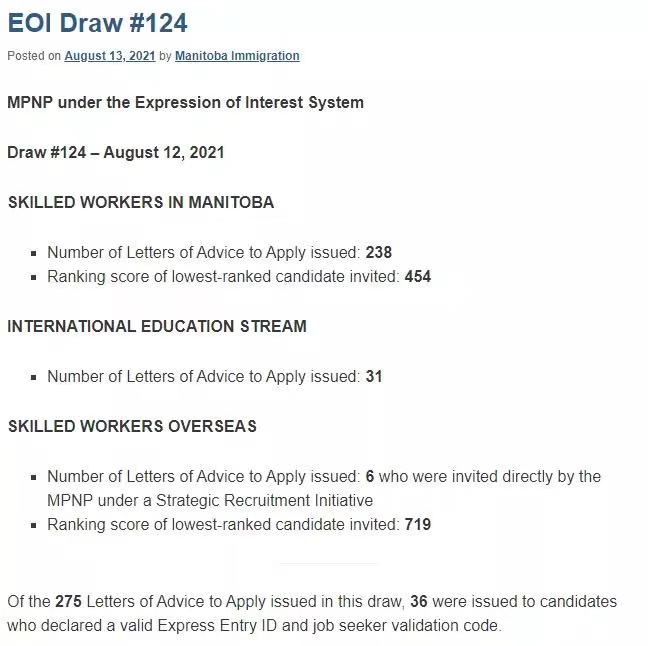 EOI Draw #124
Posted on August 13, 2021 by Manitoba Immigration
MPNP under the Expression of Interest System
Draw #124 – August 12, 2021
SKILLED WORKERS IN MANITOBA
▪ Number of Letters of Advice to Apply issued: 238
▪ Ranking score of lowest-ranked candidate invited: 454
INTERNATIONAL EDUCATION STREAM
▪ Number of Letters of Advice to Apply issued: 31
SKILLED WORKERS OVERSEAS
▪ Number of Letters of Advice to Apply issued: 6 who were invited directly by the
MPNP under a Strategic Recruitment Initiative
▪ Ranking score of lowest-ranked candidate invited: 719
Of the 275 Letters of Advice to Apply issued in this draw, 36 were issued to candidates
who declared a valid Express Entry ID and job seeker validation code.